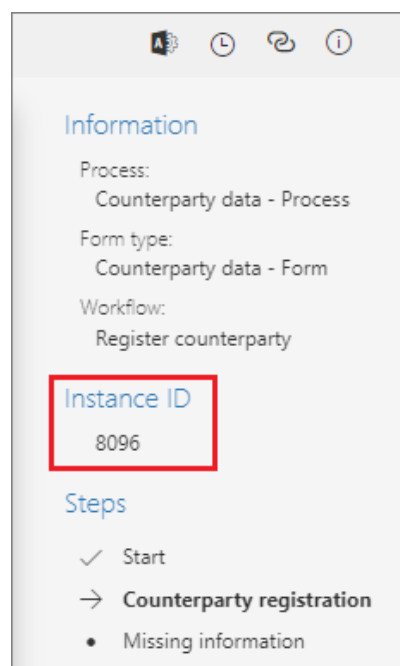 Information
Process:
Counterparty data - Process
Form type:
Counterparty data - Form
Workflow:
Register counterparty
Instance ID
8096
Steps
Start
Counterparty registration
Missing information